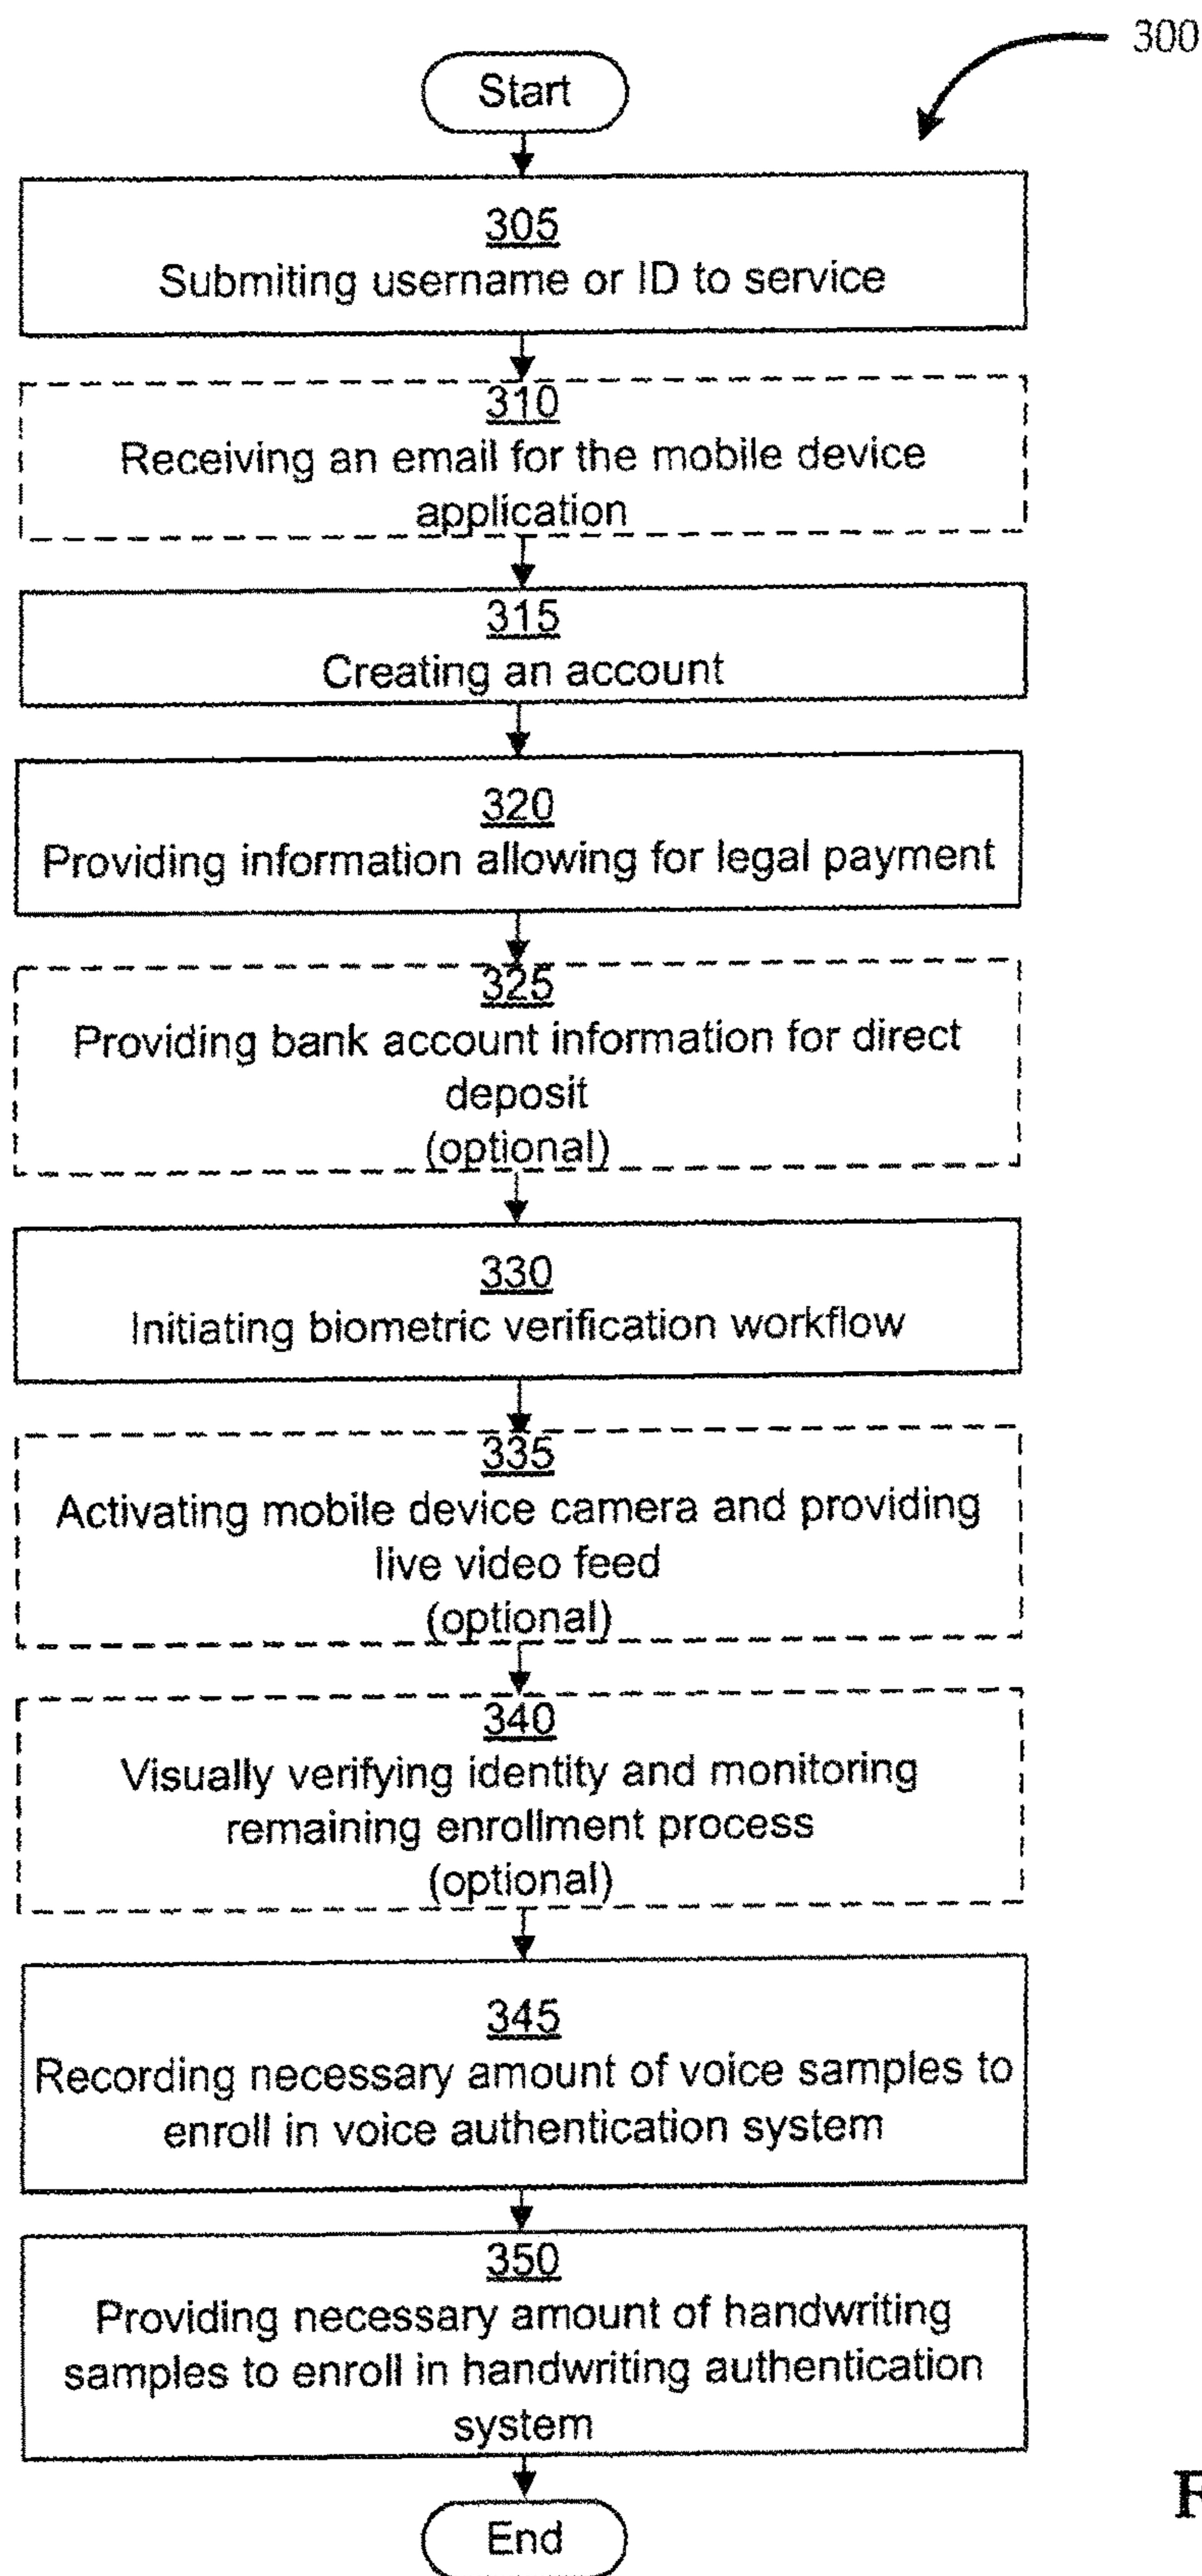 300
Start
305
Submiting username or ID to service
310
Receiving an email for the mobile device
application
315
Creating an account
320
Providing information allowing for legal payment
325
Providing bank account information for direct
deposit
(optional)
330
Initiating biometric verification workflow
335
Activating mobile device camera and providing
live video feed
(optional)
340
Visually verifying identity and monitoring
remaining enrollment process
(optional)
345
Recording necessary amount of voice samples to
enroll in voice authentication system
350
Providing necessary amount of handwriting
samples to enroll in handwriting authentication
system
End